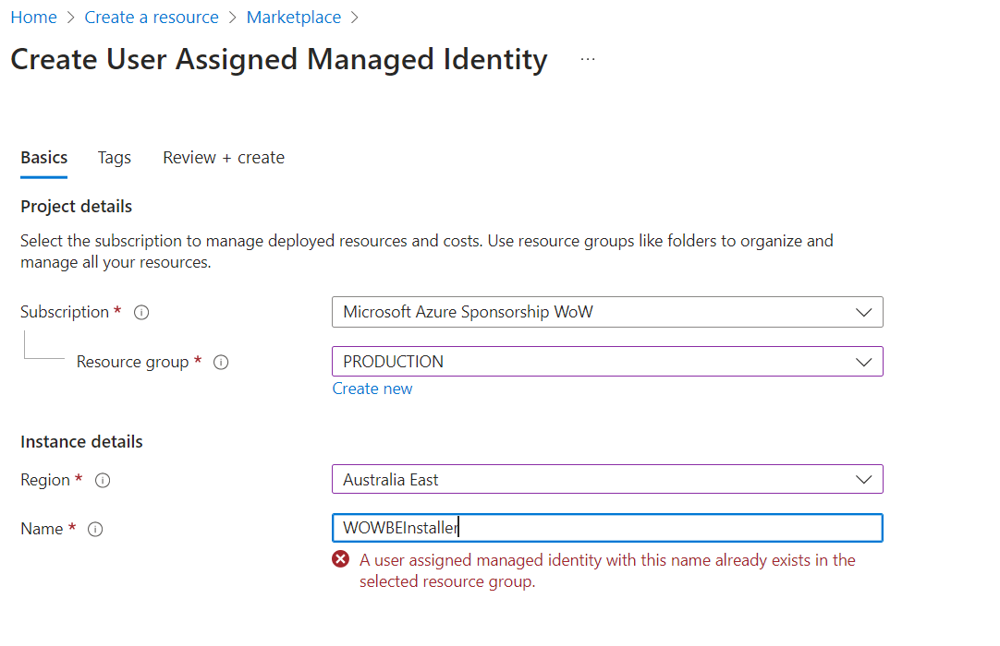 Home > Create a resource > Marketplace >
Create User Assigned Managed Identity ...
Basics Tags Review + create
Project details
Select the subscription to manage deployed resources and costs. Use resource groups like folders to organize and
manage all your resources.
Subscription * Microsoft Azure Sponsorship WoW
Resource group * PRODUCTION
Create new
Instance details
Region * Australia East
Name * WOWBEInstaller
A user assigned managed identity with this name already exists in the
selected resource group.